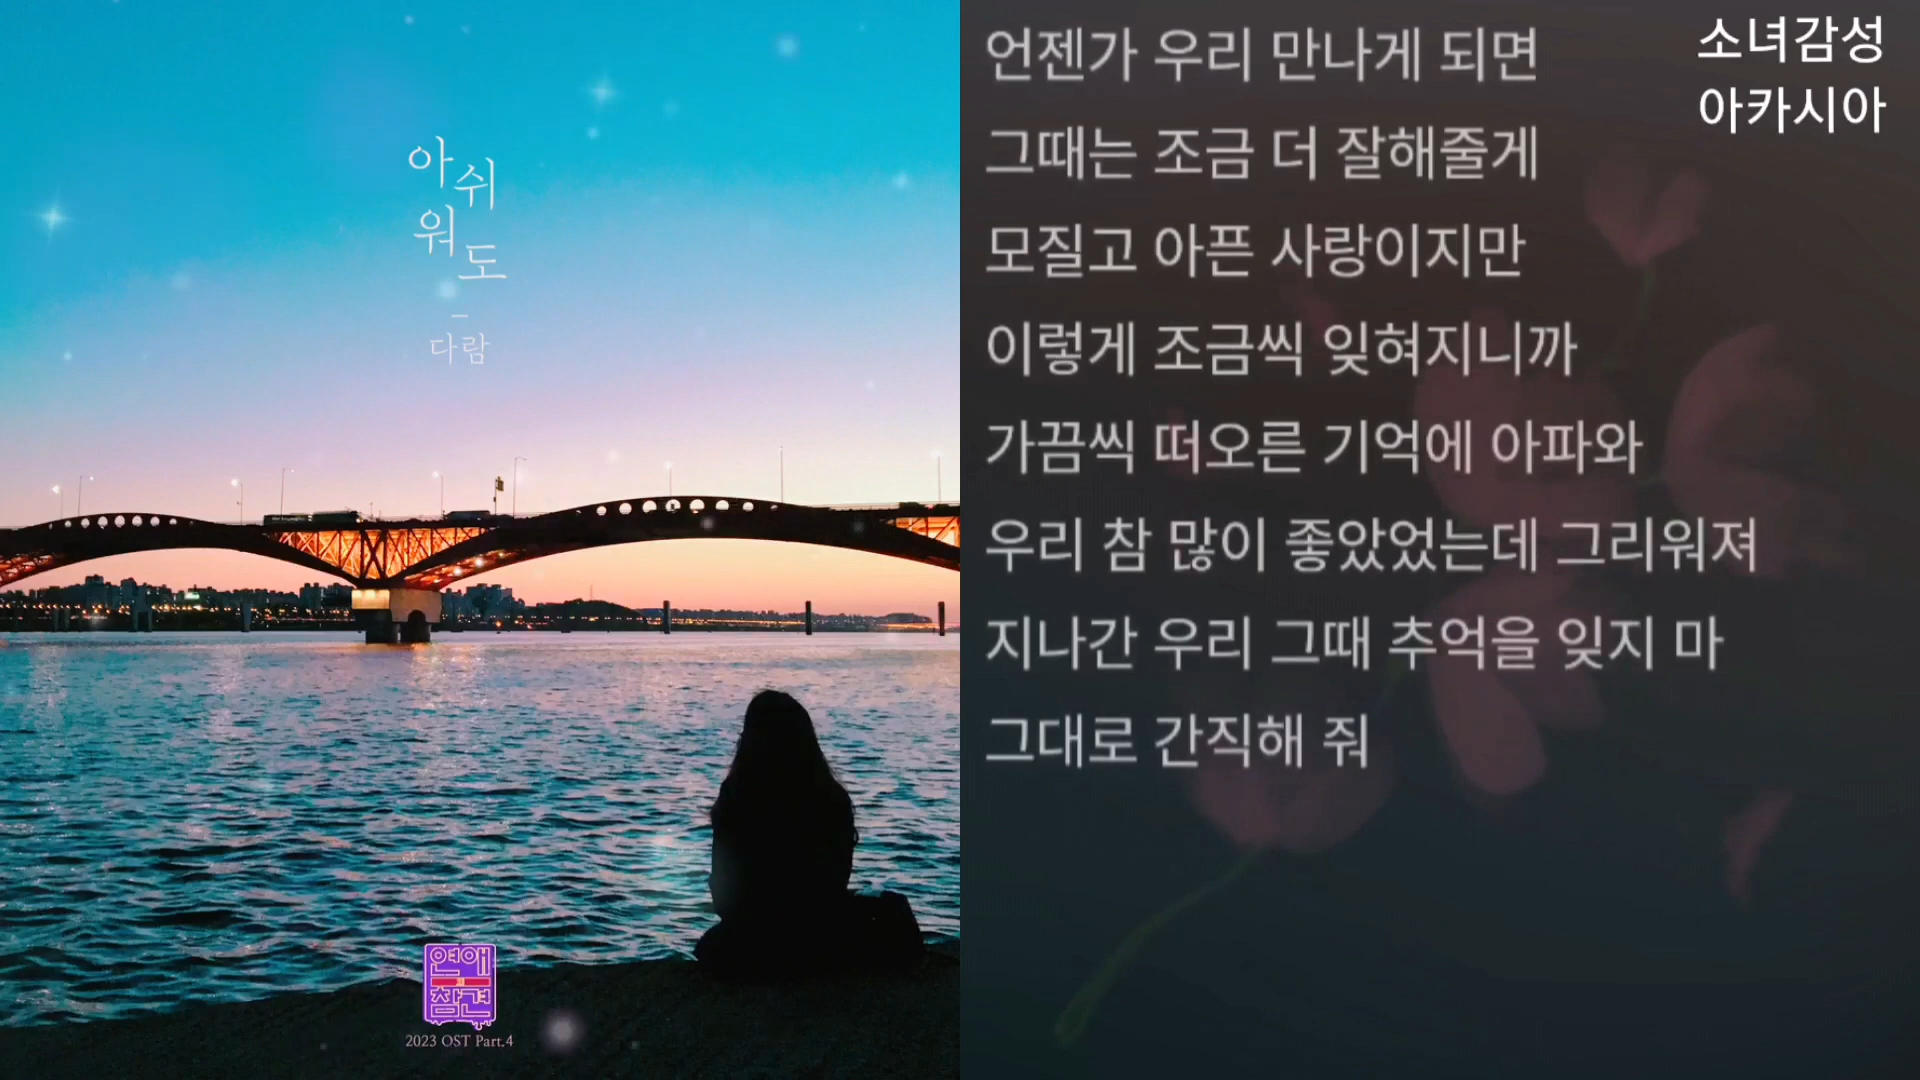 아쉬
워도
–
다람
연애
의
참견
2023 OST Part.4
소녀감성
아카시아
언젠가 우리 만나게 되면
그때는 조금 더 잘해줄게
모질고 아픈 사랑이지만
이렇게 조금씩 잊혀지니까
가끔씩 떠오른 기억에 아파와
우리 참 많이 좋았었는데 그리워져
지나간 우리 그때 추억을 잊지 마
그대로 간직해 줘